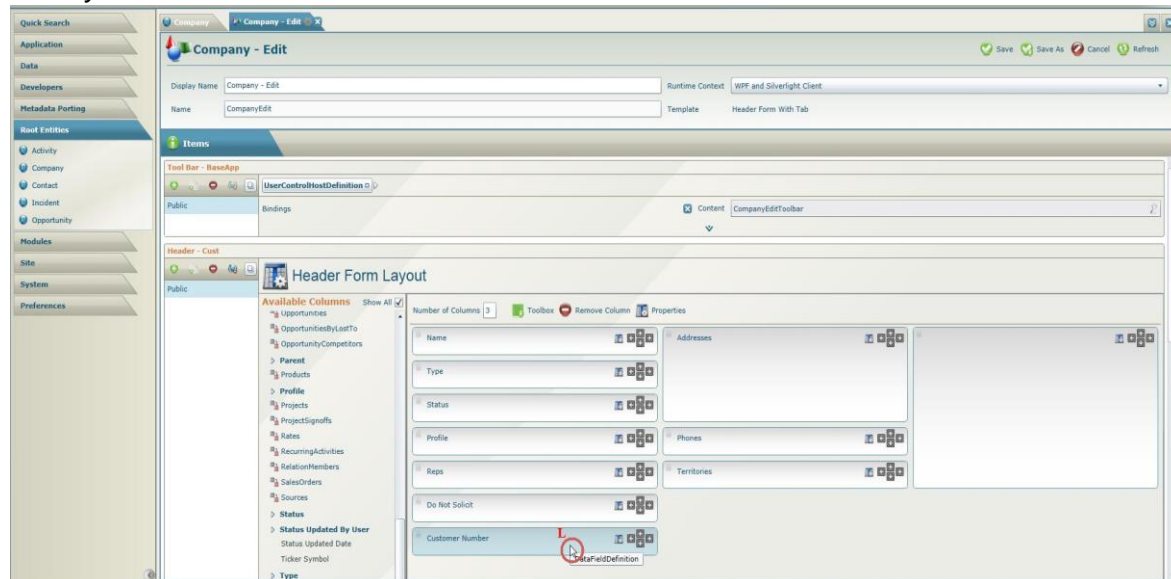 Quick Search
Application
Data
Developers
Metadata Porting
Root Entities
Activity
Company
Contact
Incident
Opportunity
Modules
Site
System
Preferences
Company
Company - Edit
Company - Edit
Save Save As Cancel Refresh
Display Name Company - Edit Runtime Context WPF and Silverlight Client
Name CompanyEdit Template Header Form With Tab
Items
Tool Bar - BaseApp
UserControlHostDefinition
Public Bindings Content CompanyEditToolbar
Header - Cust
Public
Header Form Layout
Available Columns Show All
Opportunities
OpportunitiesByLostTo
OpportunityCompetitors
Parent
Products
Profile
Projects
ProjectSignoffs
Rates
RecurringActivities
RelationMembers
SalesOrders
Sources
Status
Status Updated By User
Status Updated Date
Ticker Symbol
Type
Number of Columns 3 Toolbox Remove Column Properties
Name
Type
Status
Profile
Reps
Do Not Solicit
Customer Number
L
DataFieldDefinition
Addresses
Phones
Territories